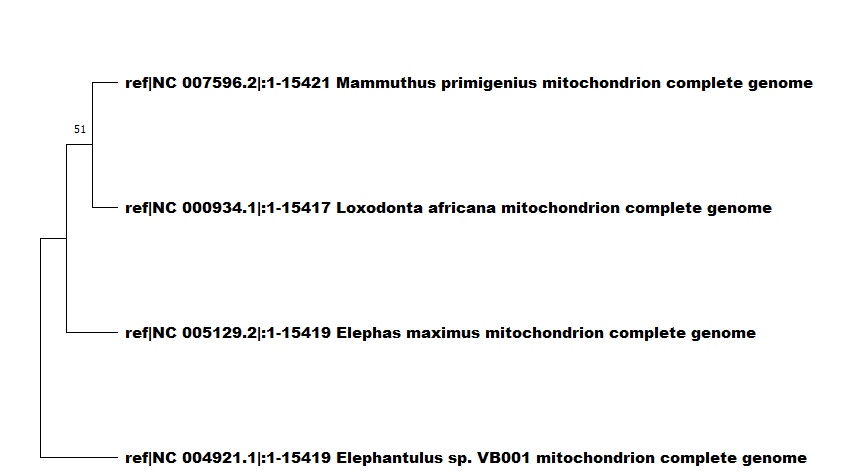 ref|NC 007596.2|:1-15421 Mammuthus primigenius mitochondrion complete genome
51
ref|NC 000934.1|:1-15417 Loxodonta africana mitochondrion complete genome
ref|NC 005129.2|:1-15419 Elephas maximus mitochondrion complete genome
ref|NC 004921.1|:1-15419 Elephantulus sp. VB001 mitochondrion complete genome